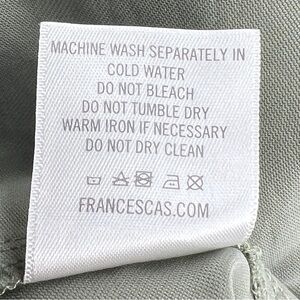 MACHINE WASH SEPARATELY IN
COLD WATER
DO NOT BLEACH
DO NOT TUMBLE DRY
WARM IRON IF NECESSARY
DO NOT DRY CLEAN
FRANCESCAS.COM